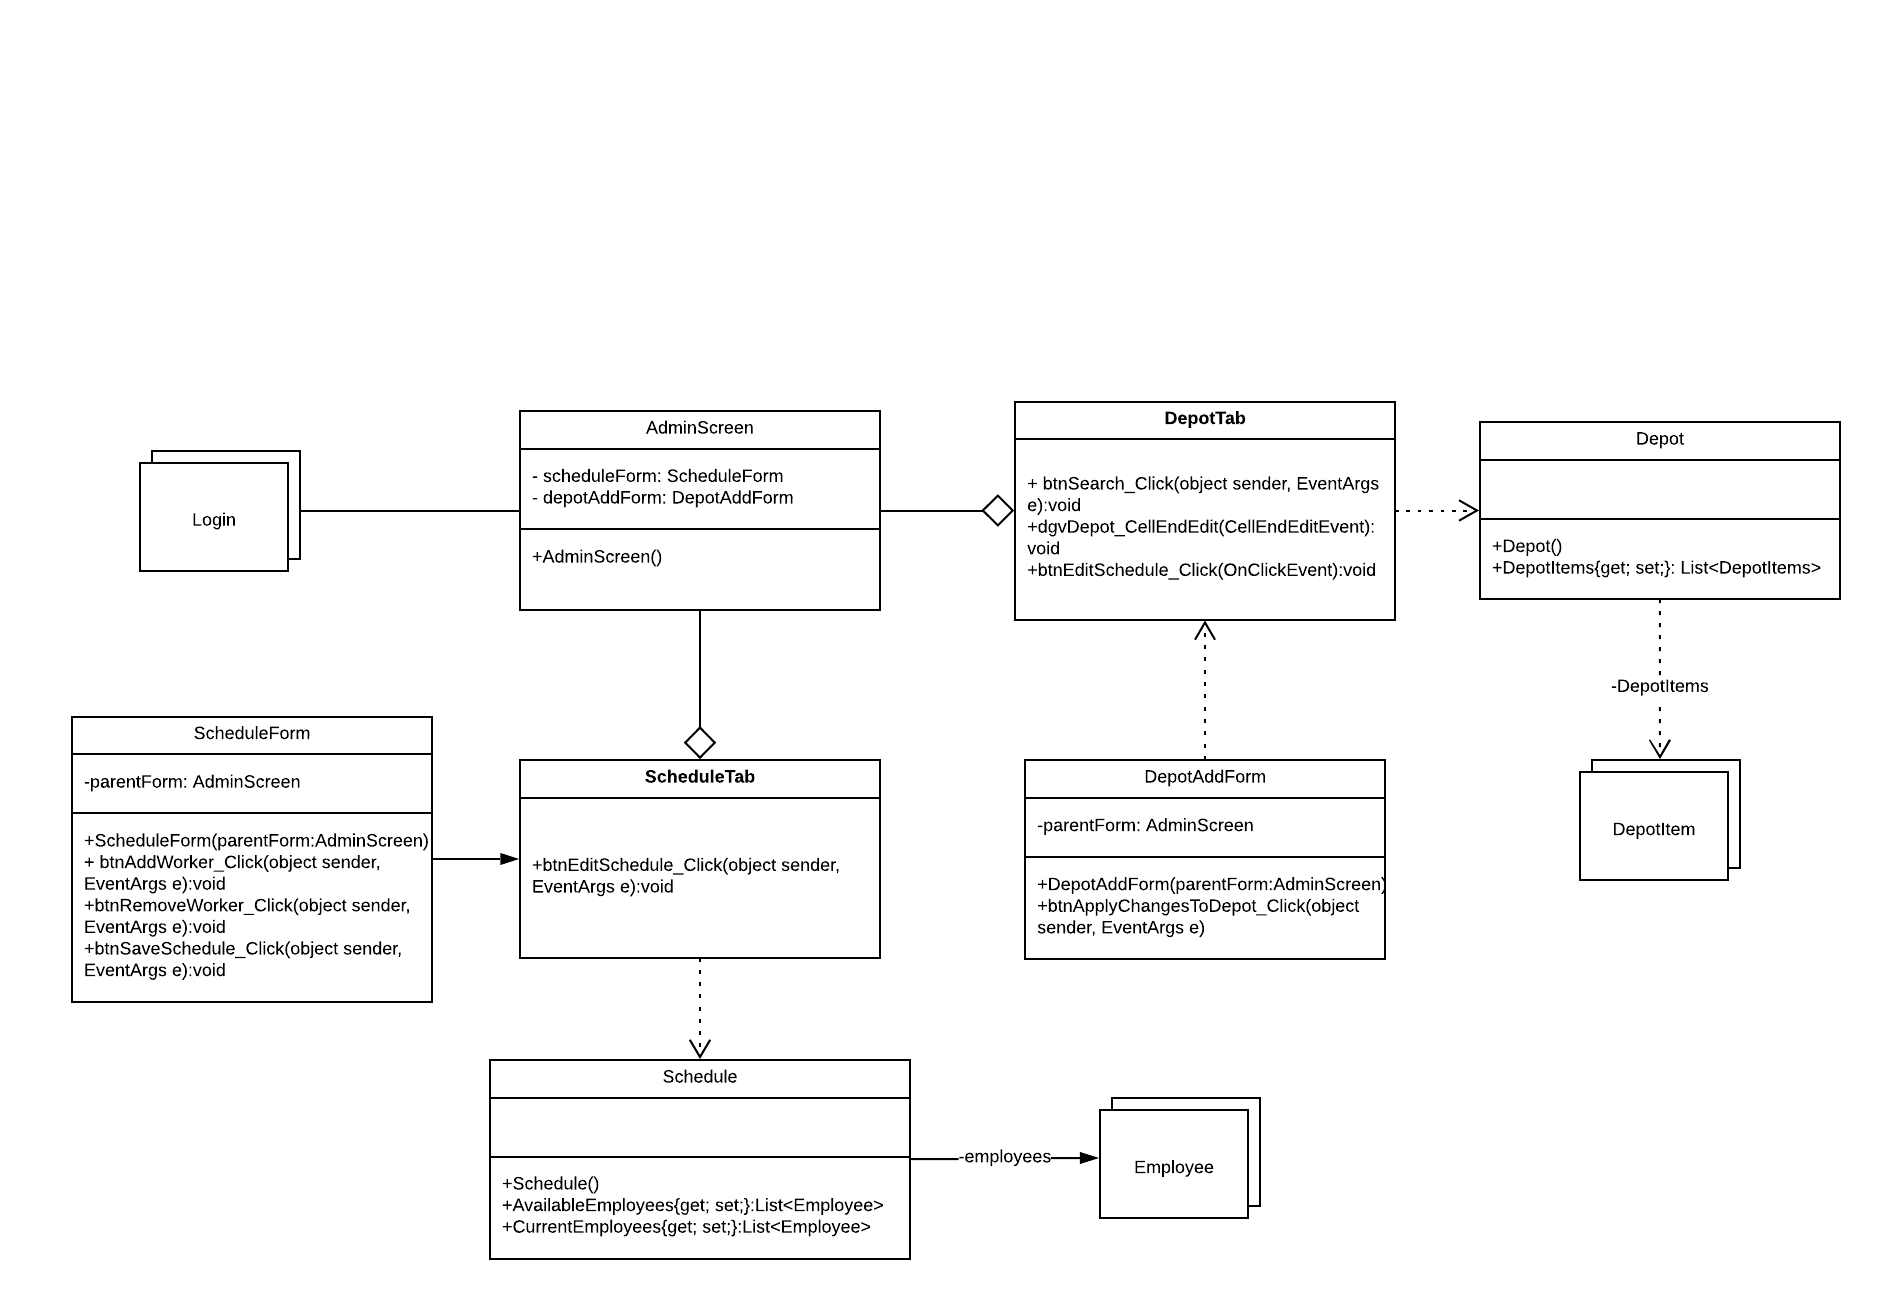 Login
AdminScreen
- scheduleForm: ScheduleForm
- depotAddForm: DepotAddForm
+AdminScreen()
DepotTab
+ btnSearch_Click(object sender, EventArgs
e):void
+dgvDepot_CellEndEdit(CellEndEditEvent):
void
+btnEditSchedule_Click(OnClickEvent):void
Depot
+Depot()
+DepotItems{get; set;}: List<DepotItems>
-DepotItems
DepotItem
ScheduleForm
-parentForm: AdminScreen
+ScheduleForm(parentForm:AdminScreen)
+ btnAddWorker_Click(object sender,
EventArgs e):void
+btnRemoveWorker_Click(object sender,
EventArgs e):void
+btnSaveSchedule_Click(object sender,
EventArgs e):void
ScheduleTab
+btnEditSchedule_Click(object sender,
EventArgs e):void
DepotAddForm
-parentForm: AdminScreen
+DepotAddForm(parentForm:AdminScreen)
+btnApplyChangesToDepot_Click(object
sender, EventArgs e)
Schedule
+Schedule()
+AvailableEmployees{get; set;}:List<Employee>
+CurrentEmployees{get; set;}:List<Employee>
-employees
Employee